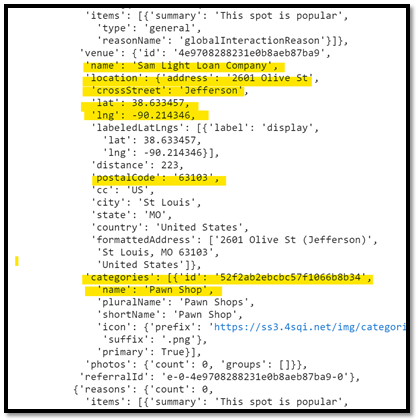 'items': [{'summary': 'This spot is popular',
'type': 'general',
'reasonName': 'globalInteractionReason'}]},
'venue': {'id': '4e9708288231e0b8aeb87ba9',
'name': 'Sam Light Loan Company',
'location': {'address': '2601 Olive St',
'crossStreet': 'Jefferson',
'lat': 38.633457,
'lng': -90.214346,
'labeledLatLngs': [{'label': 'display',
'lat': 38.633457,
'lng': -90.214346}],
'distance': 223,
'postalCode': '63103',
'cc': 'US',
'city': 'St Louis',
'state': 'MO',
'country': 'United States',
'formattedAddress': ['2601 Olive St (Jefferson)',
'St Louis, MO 63103',
'United States']},
'categories': [{'id': '52f2ab2ebcbc57f1066b8b34',
'name': 'Pawn Shop',
'pluralName': 'Pawn Shops',
'shortName': 'Pawn Shop',
'icon': {'prefix': 'https://ss3.4sqi.net/img/categori
'suffix': '.png'},
'primary': True}],
'photos': {'count': 0, 'groups': []}},
'referralId': 'e-0-4e9708288231e0b8aeb87ba9-0'},
{'reasons': {'count': 0,
'items': [{'summary': 'This spot is popular',